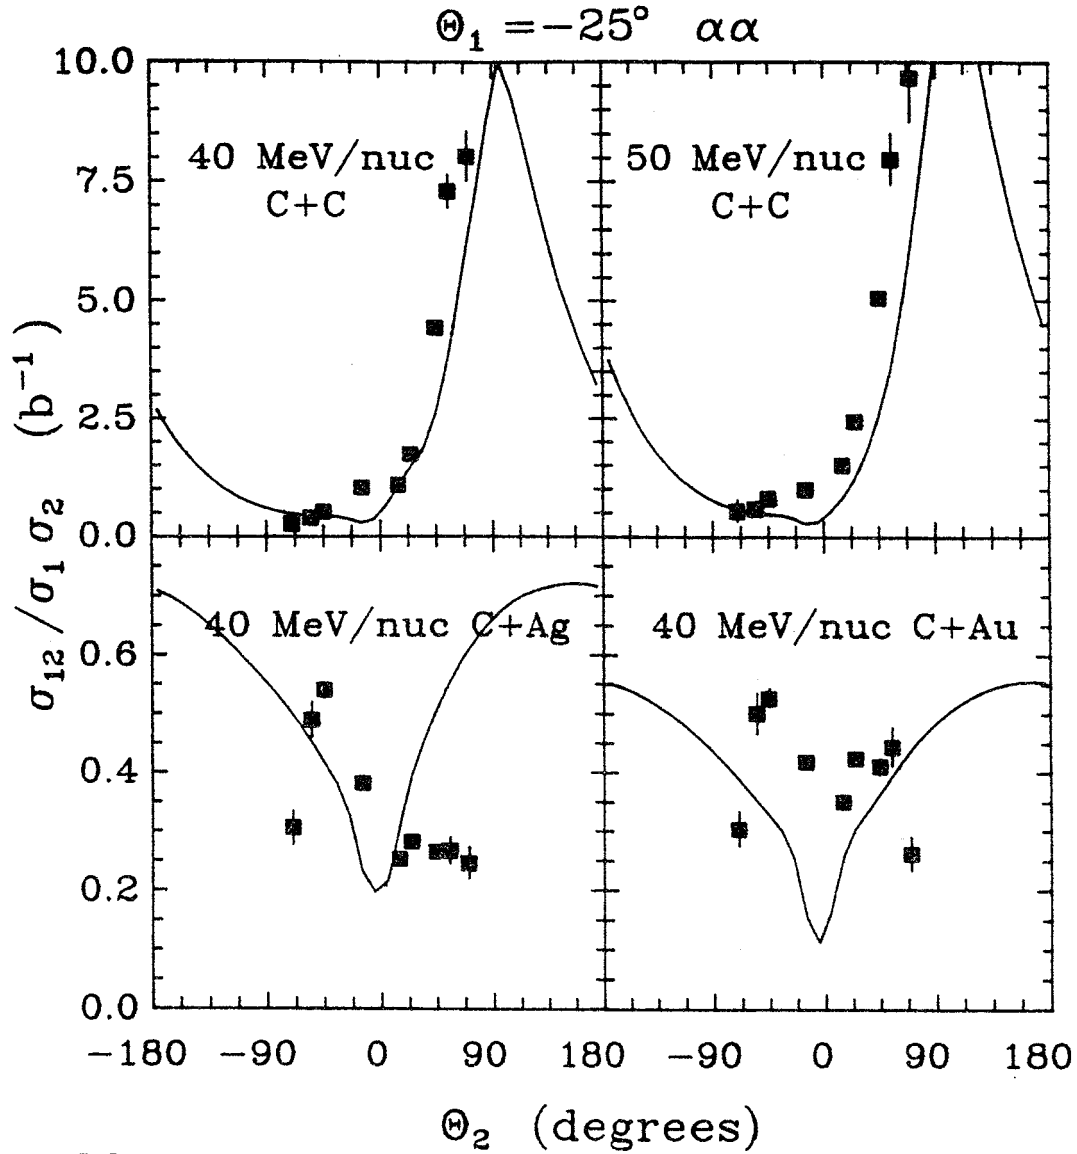 Θ₁ =−25° αα
10.0
7.5
5.0
2.5
0.0
40 MeV/nuc
C+C
50 MeV/nuc
C+C
σ₁₂/σ₁ σ₂ (b⁻¹)
0.6
0.4
0.2
0.0
40 MeV/nuc C+Ag
40 MeV/nuc C+Au
−180 −90 0 90 180 −90 0 90 180
Θ₂ (degrees)